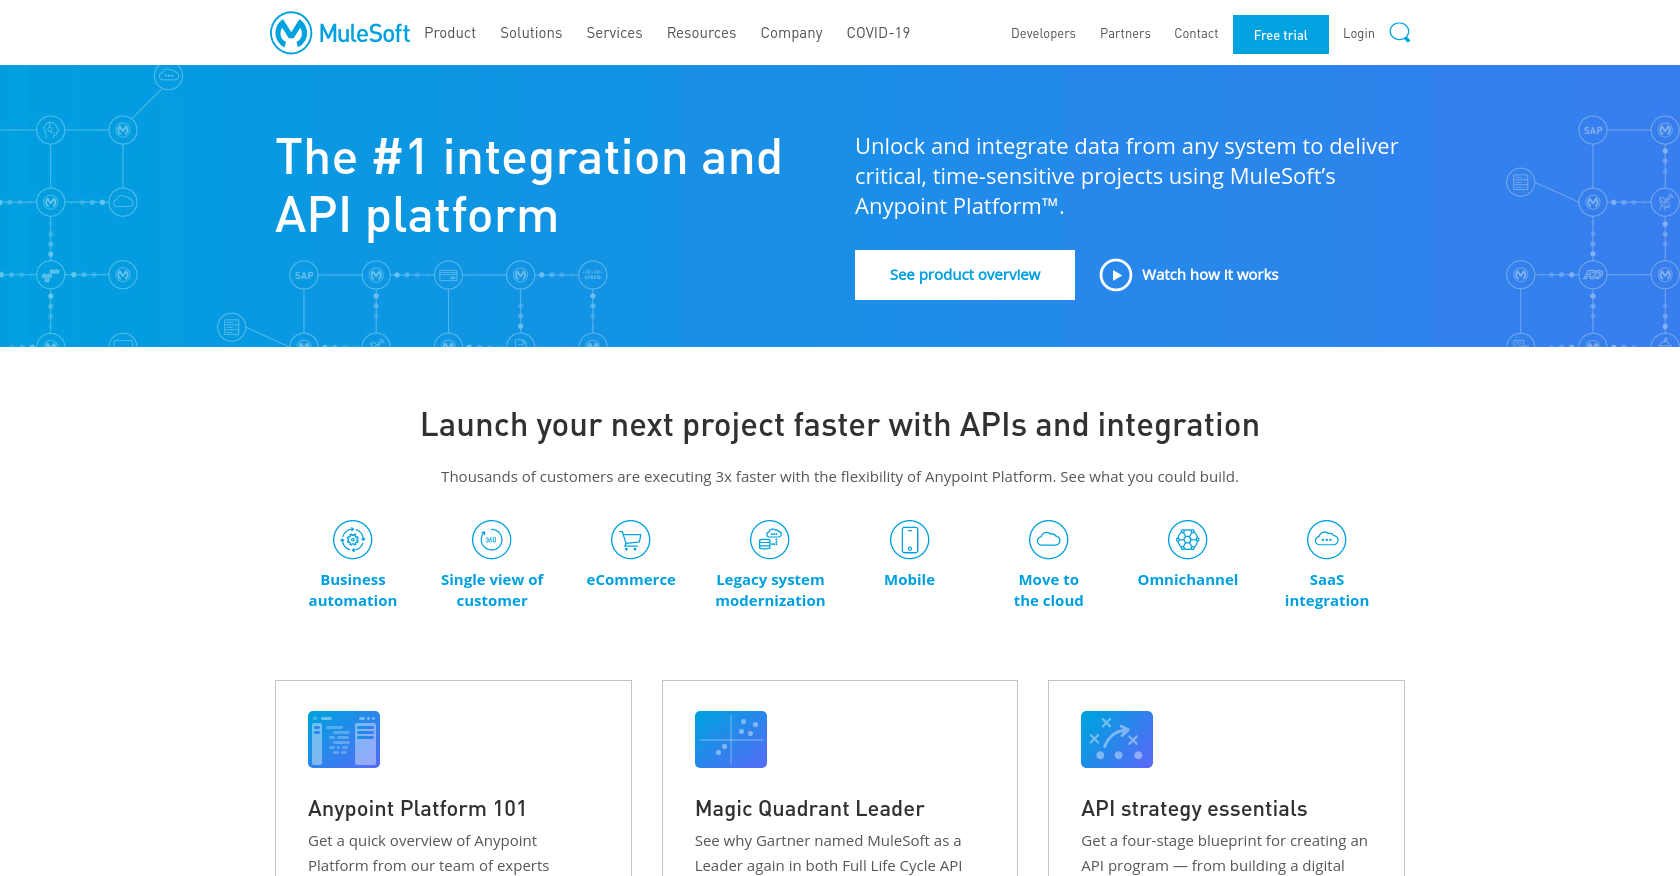 MuleSoft
Product
Solutions
Services
Resources
Company
COVID-19
Developers
Partners
Contact
Free trial
Login
The #1 integration and
API platform
Unlock and integrate data from any system to deliver
critical, time-sensitive projects using MuleSoft’s
Anypoint Platform™.
See product overview
Watch how it works
SAP
SAP
Launch your next project faster with APIs and integration
Thousands of customers are executing 3x faster with the flexibility of Anypoint Platform. See what you could build.
360
Business
automation
Single view of
customer
eCommerce
Legacy system
modernization
Mobile
Move to
the cloud
Omnichannel
SaaS
integration
Anypoint Platform 101
Get a quick overview of Anypoint
Platform from our team of experts
Magic Quadrant Leader
See why Gartner named MuleSoft as a
Leader again in both Full Life Cycle API
API strategy essentials
Get a four-stage blueprint for creating an
API program — from building a digital